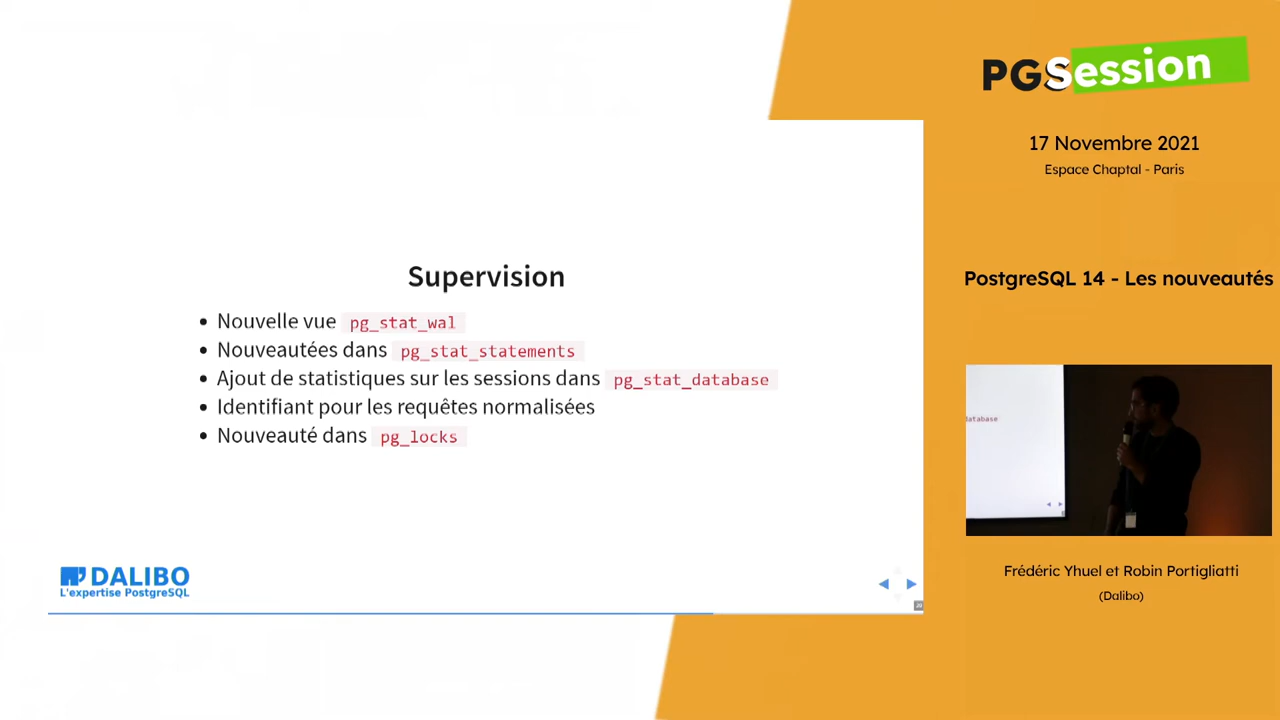 PGSession
17 Novembre 2021
Espace Chaptal - Paris
PostgreSQL 14 - Les nouveautés
Supervision
Nouvelle vue pg_stat_wal
Nouveautées dans pg_stat_statements
Ajout de statistiques sur les sessions dans pg_stat_database
Identifiant pour les requêtes normalisées
Nouveauté dans pg_locks
DALIBO
L'expertise PostgreSQL
atabase
Frédéric Yhuel et Robin Portigliatti
(Dalibo)